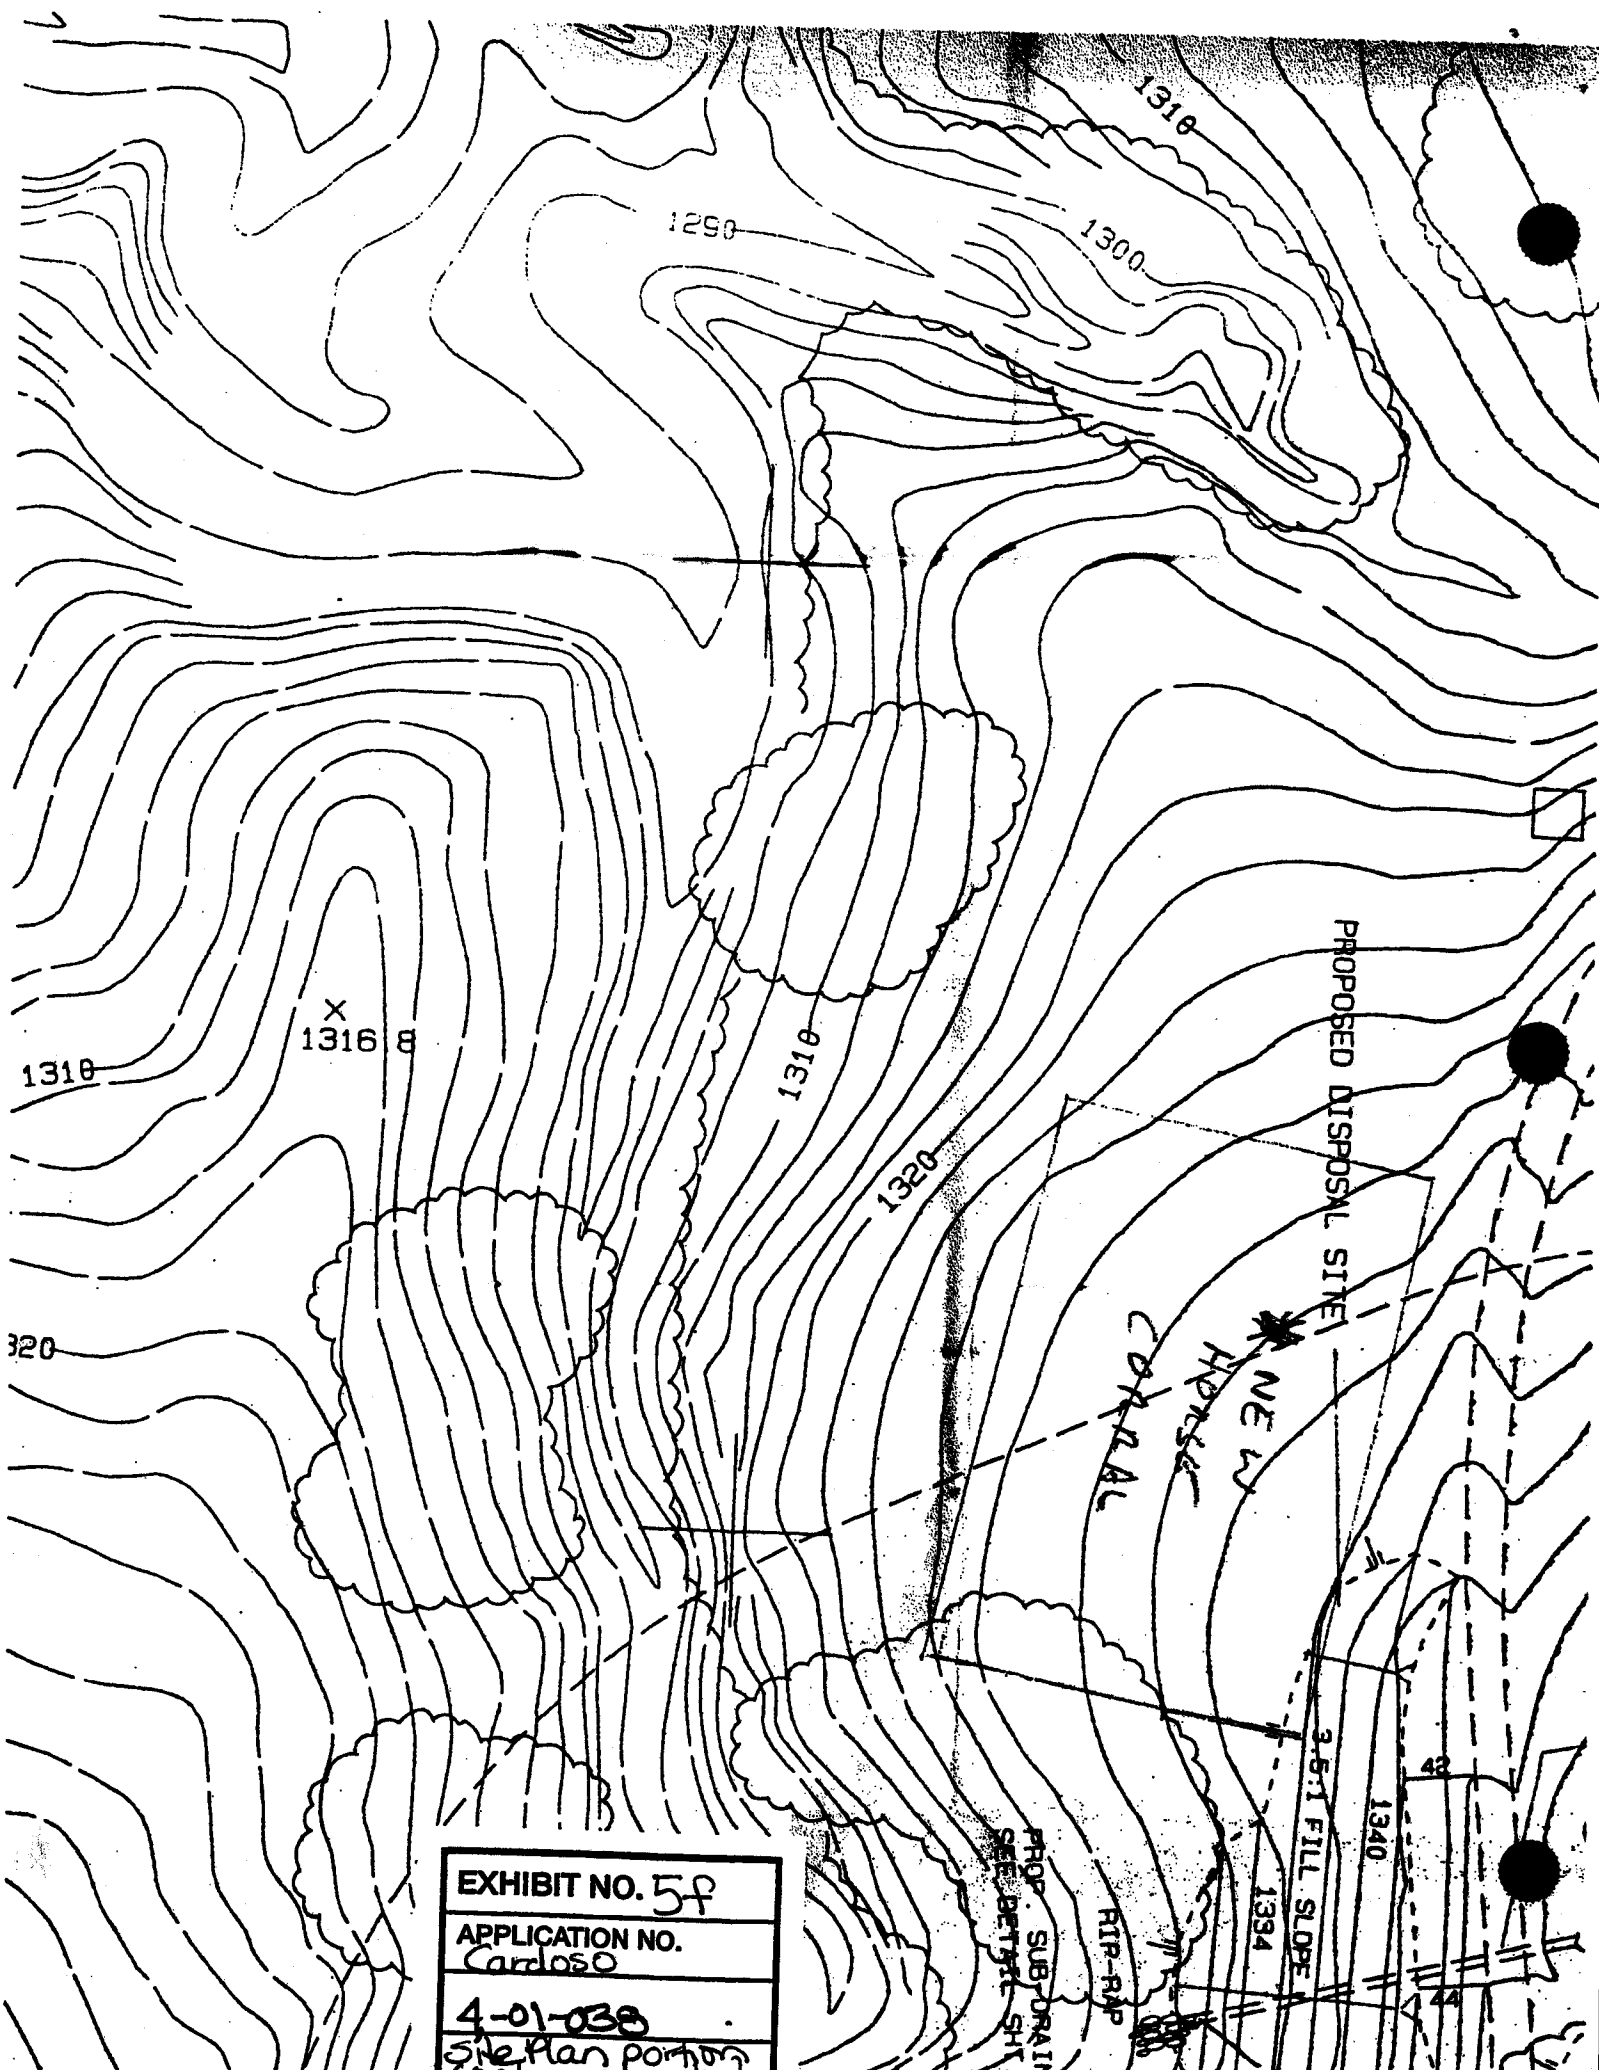 1310
1290
1300
PROPOSED DISPOSAL SITE
1316 8
1310
1310
1320
320
NEW
HORSE
CORRAL
3.5:1 FILL SLOPE
42
1340
1334
PROP. SUB-DRAIN
SEE DETAIL SHT
RIP-RAP
44
EXHIBIT NO. 5f
APPLICATION NO.
Cardoso
4-01-038
Site Plan portion